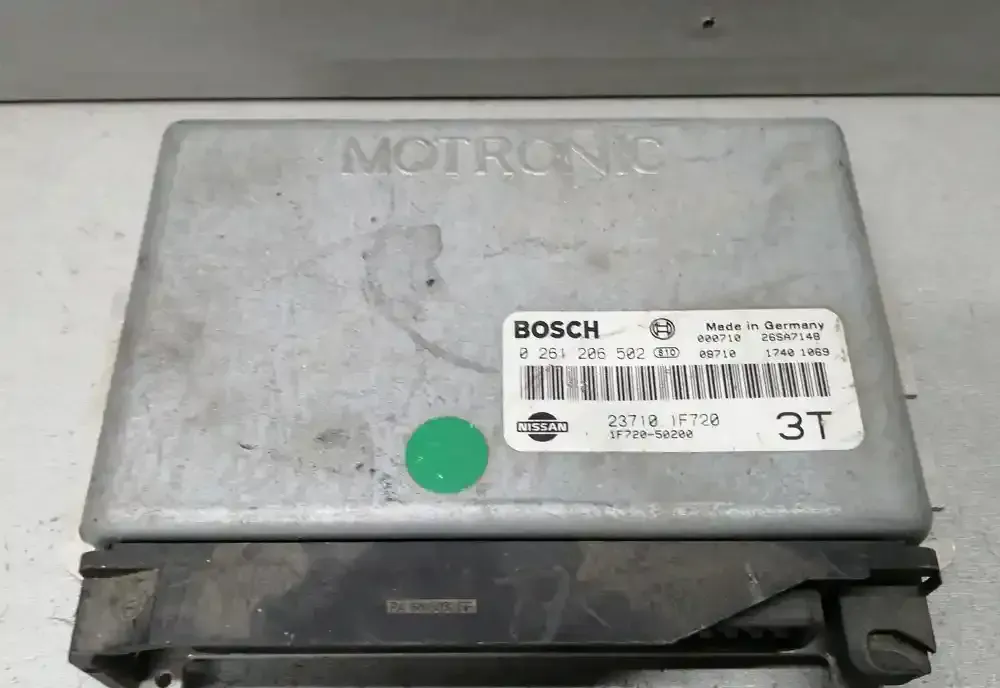 MOTRONIC
BOSCH
Made in Germany
000710 26SA7148
0 261 206 502 810 08710 1740 1069
NISSAN
23710 1F720
1F720-50200
3T